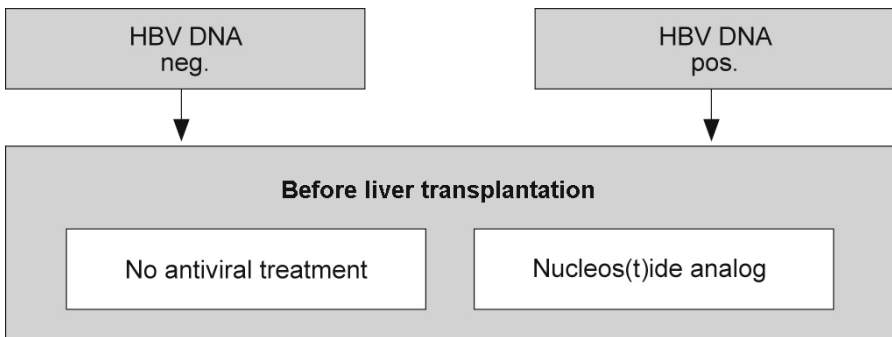 HBV DNA
neg.
HBV DNA
pos.
Before liver transplantation
No antiviral treatment
Nucleos(t)ide analog